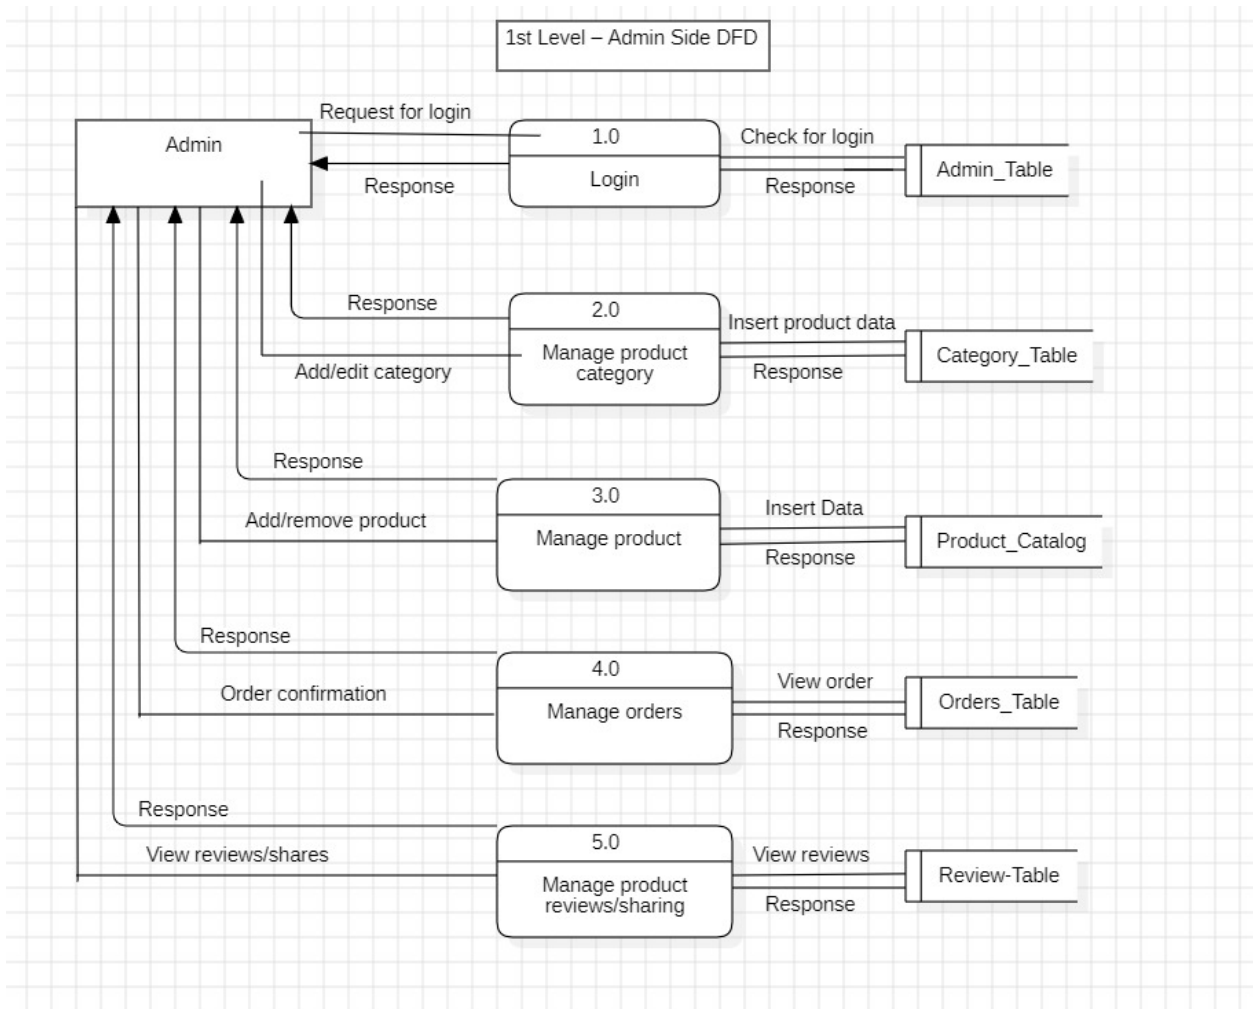 1st Level – Admin Side DFD
Request for login
Admin
1.0
Check for login
Login
Response
Response
Admin_Table
Response
2.0
Insert product data
Manage product
category
Add/edit category
Response
Category_Table
Response
3.0
Insert Data
Add/remove product
Manage product
Response
Product_Catalog
Response
4.0
View order
Order confirmation
Manage orders
Response
Orders_Table
Response
5.0
View reviews/shares
View reviews
Manage product
reviews/sharing
Response
Review-Table